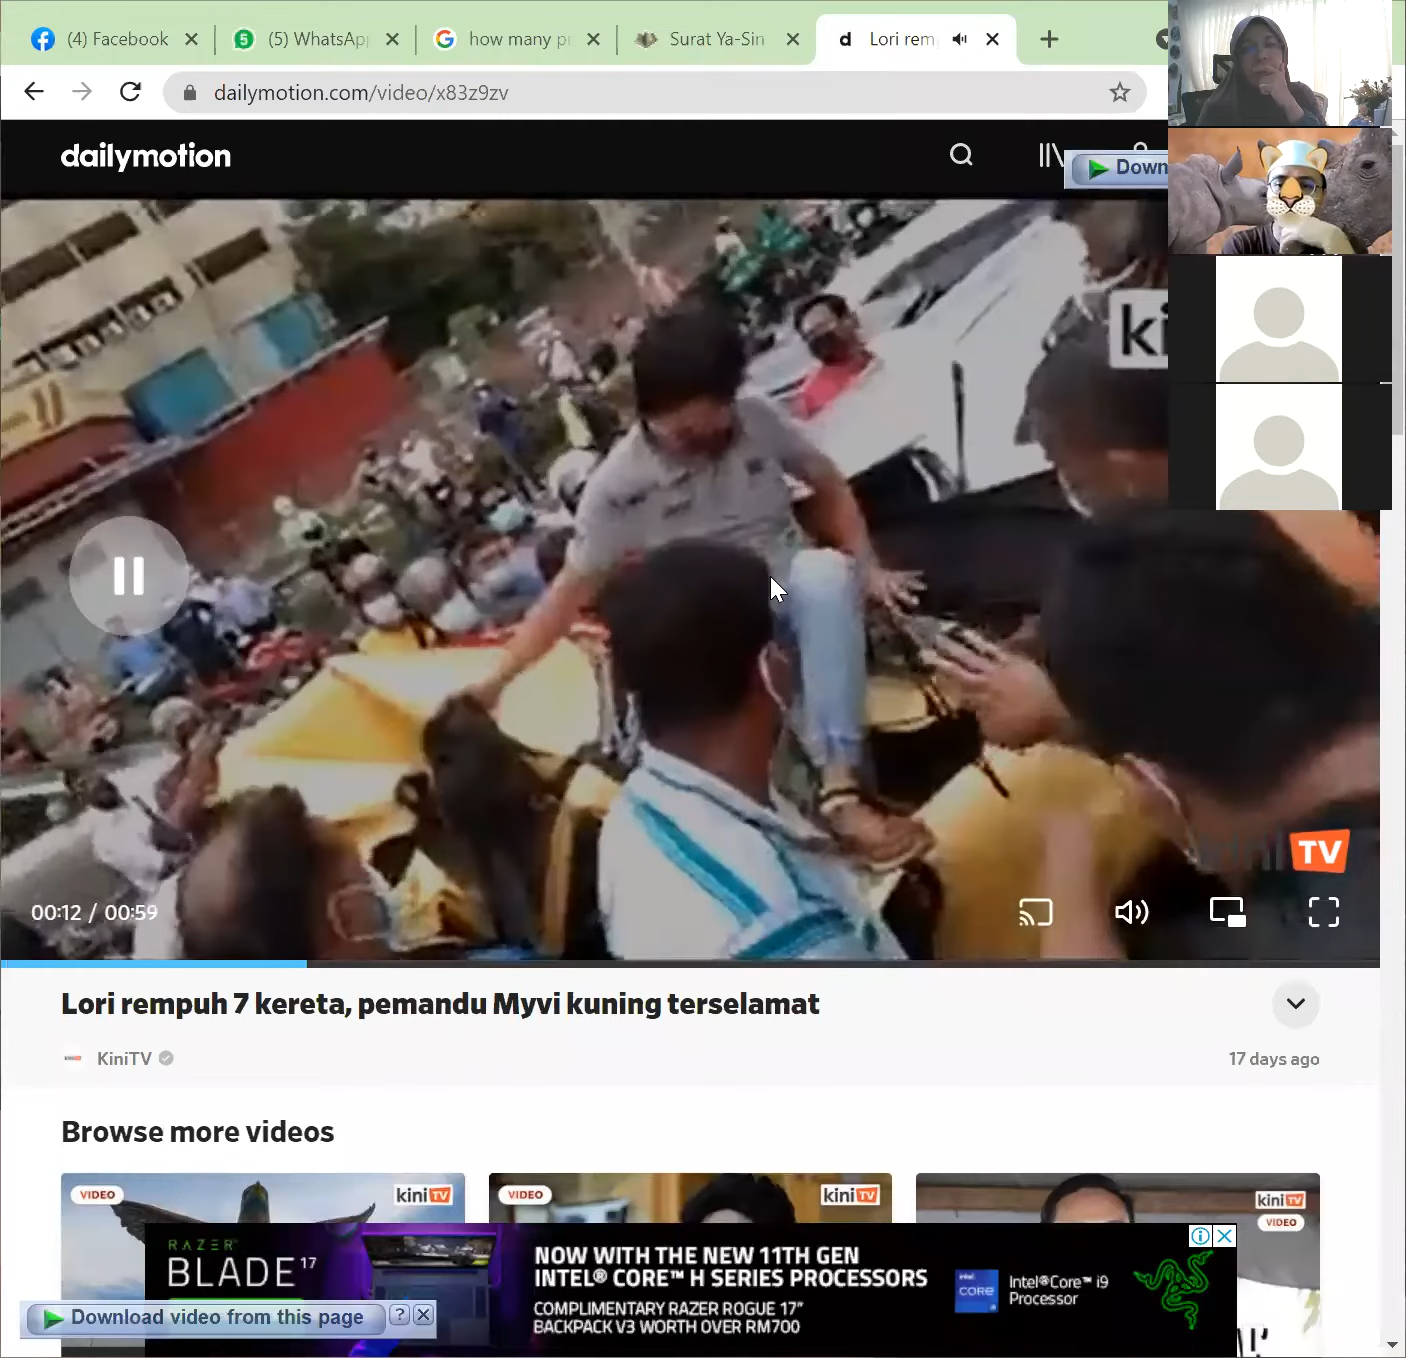 (4) Facebook
(5) WhatsAp
how many p
Surat Ya-Sin
d Lori rem
dailymotion.com/video/x83z9zv
dailymotion
Down
ki
kini TV
00:12 / 00:59
Lori rempuh 7 kereta, pemandu Myvi kuning terselamat
KiniTV
17 days ago
Browse more videos
VIDEO
kini TV
VIDEO
kini TV
kini TV
VIDEO
RAZER
BLADE 17
NOW WITH THE NEW 11TH GEN
INTEL® CORE™ H SERIES PROCESSORS
COMPLIMENTARY RAZER ROGUE 17"
BACKPACK V3 WORTH OVER RM700
intel
CORE
Intel® Core™ i9
Processor
Download video from this page
?